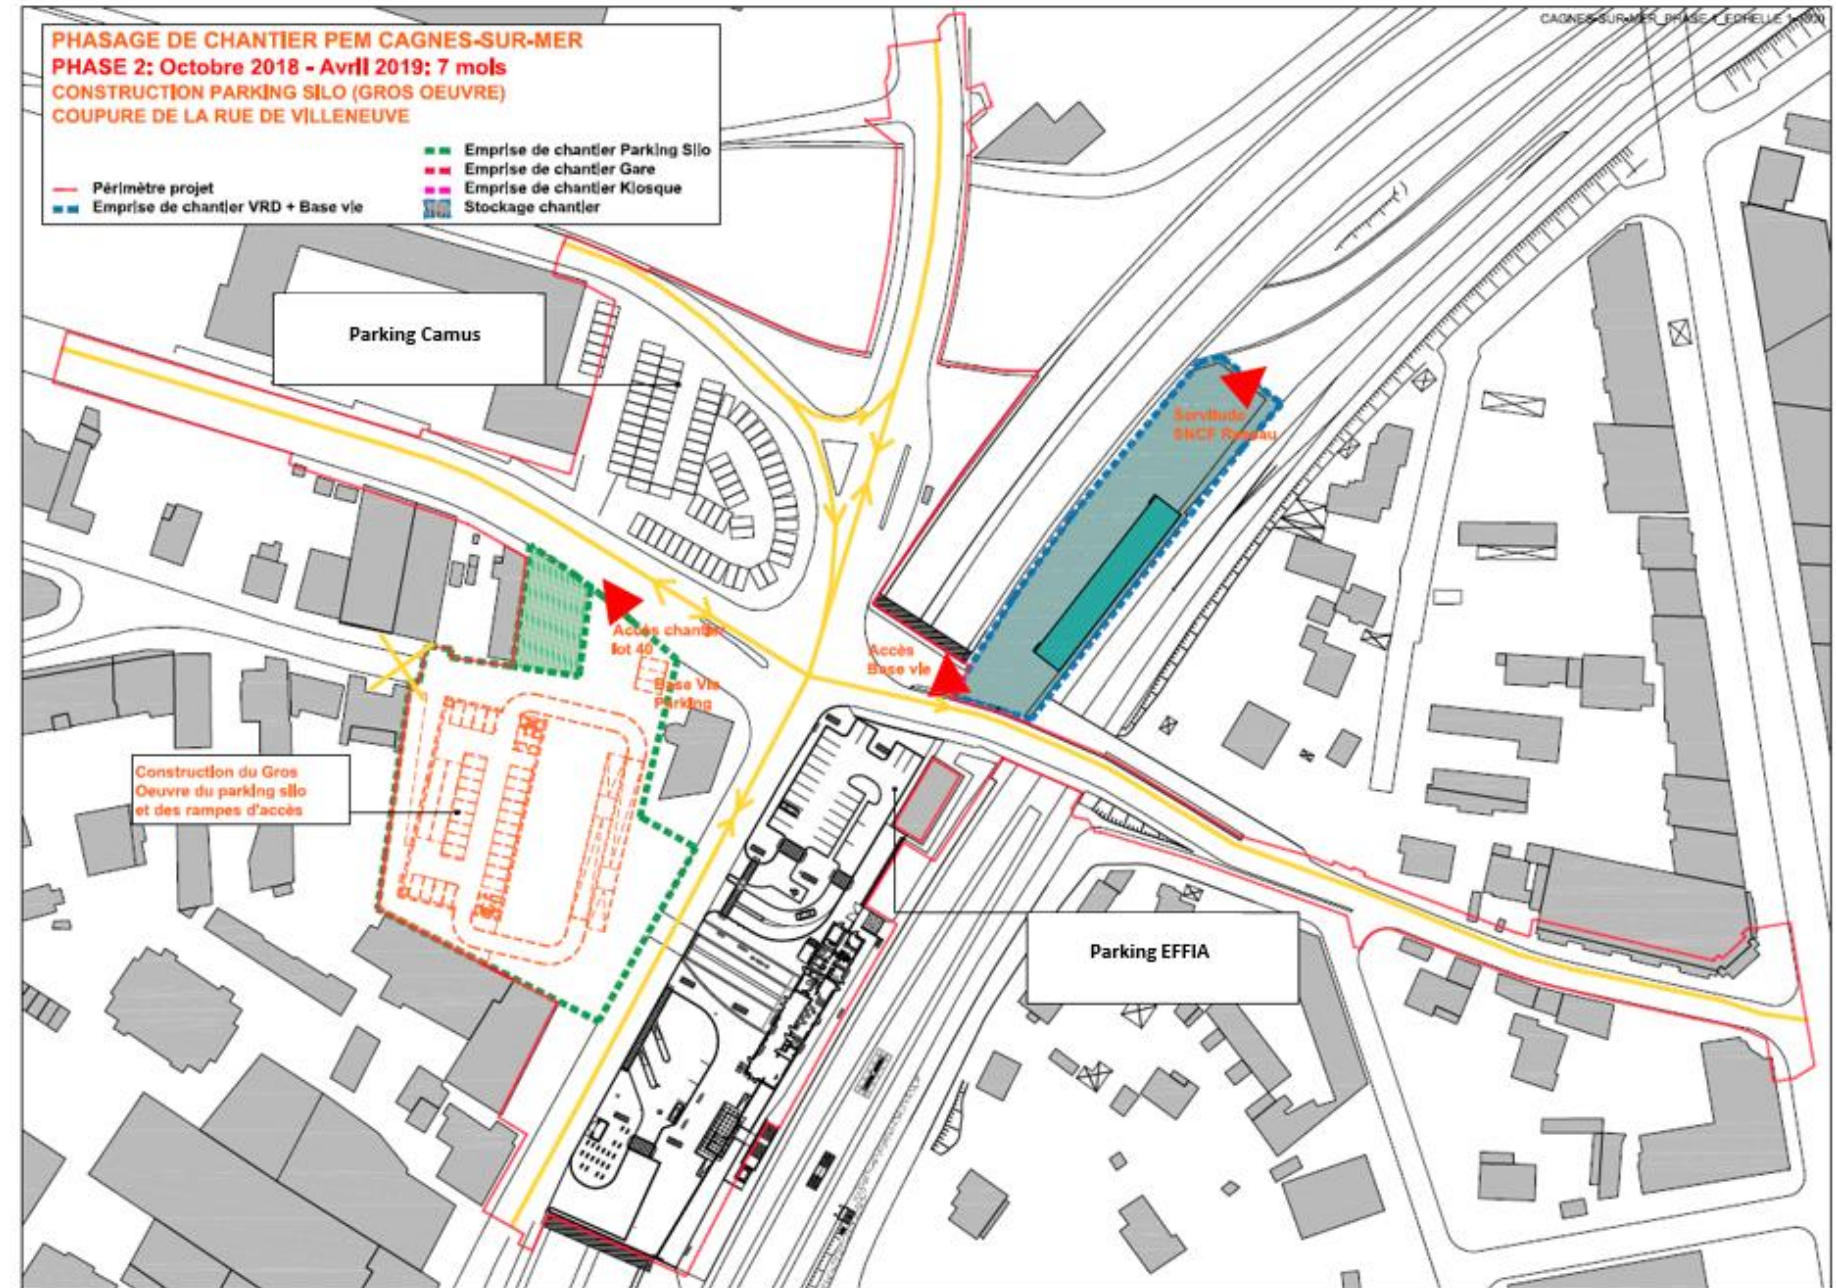 CAGNES-SUR-MER_PHASE
PHASAGE DE CHANTIER PEM CAGNES-SUR-MER
PHASE 2: Octobre 2018 - Avril 2019: 7 mois
CONSTRUCTION PARKING SILO (GROS OEUVRE)
COUPURE DE LA RUE DE VILLENEUVE
Périmètre projet
Emprise de chantier VRD + Base vie
Emprise de chantier Parking Silo
Emprise de chantier Gare
Emprise de chantier Kiosque
Stockage chantier
Parking Camus
Servitude
SNCF Réseau
Accès chantier
lot 40
Accès
Base vie
Base Vie
Parking
Construction du Gros
Oeuvre du parking silo
et des rampes d'accès
Parking EFFIA